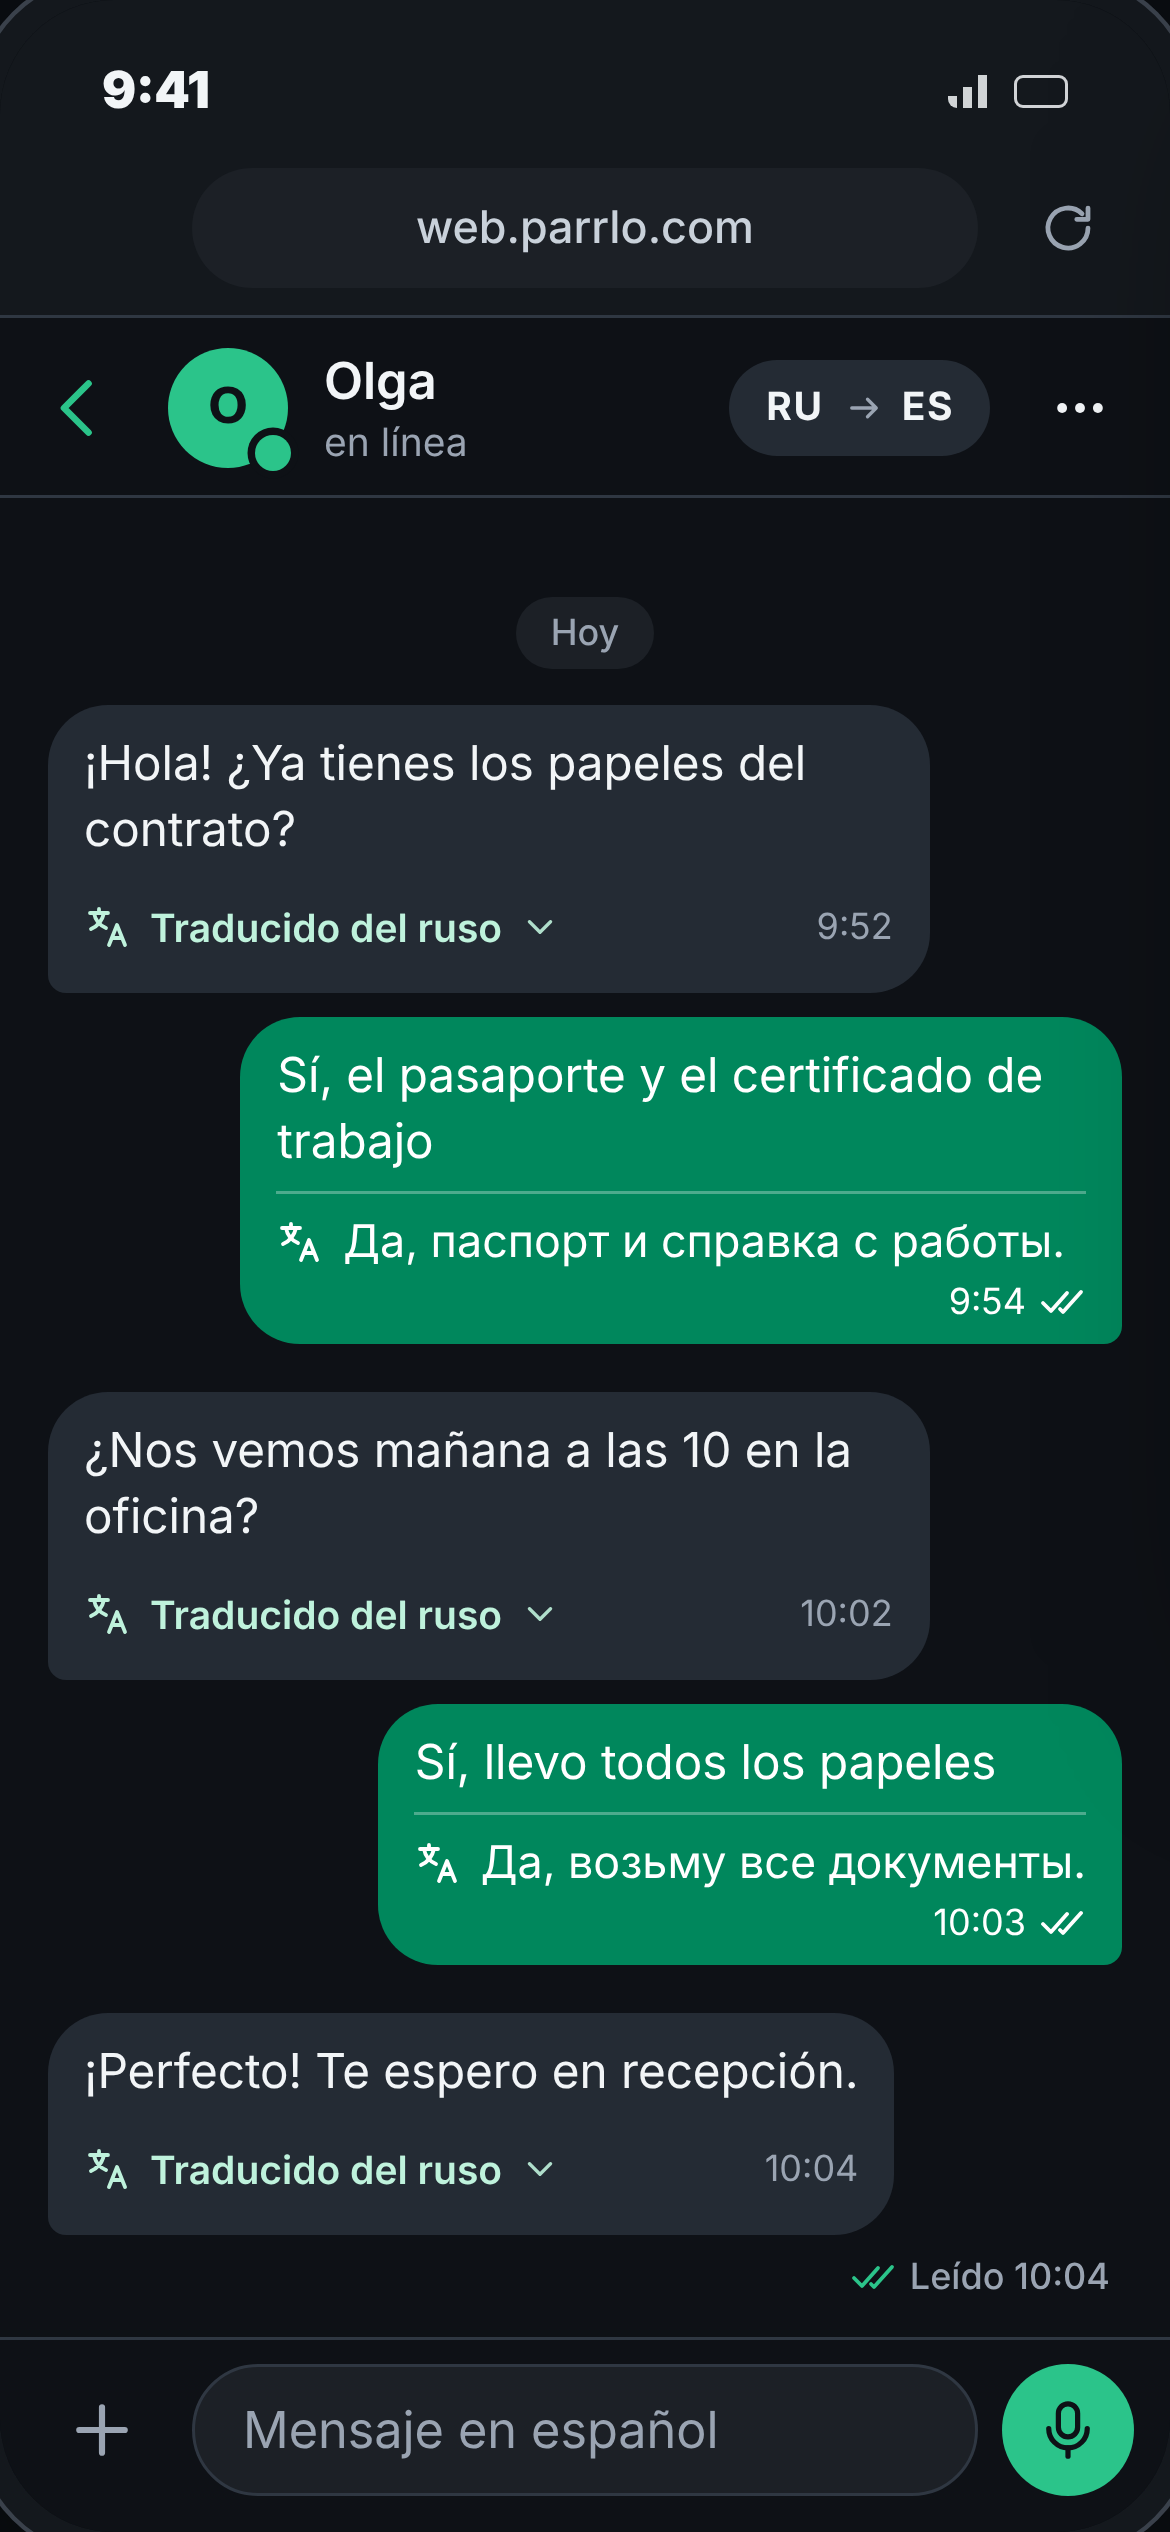 9:41
web.parrlo.com
O
Olga
en línea
RU → ES
Hoy
¡Hola! ¿Ya tienes los papeles del
contrato?
Traducido del ruso
9:52
Sí, el pasaporte y el certificado de
trabajo
Да, паспорт и справка с работы.
9:54
¿Nos vemos mañana a las 10 en la
oficina?
Traducido del ruso
10:02
Sí, llevo todos los papeles
Да, возьму все документы.
10:03
¡Perfecto! Te espero en recepción.
Traducido del ruso
10:04
Leído 10:04
Mensaje en español